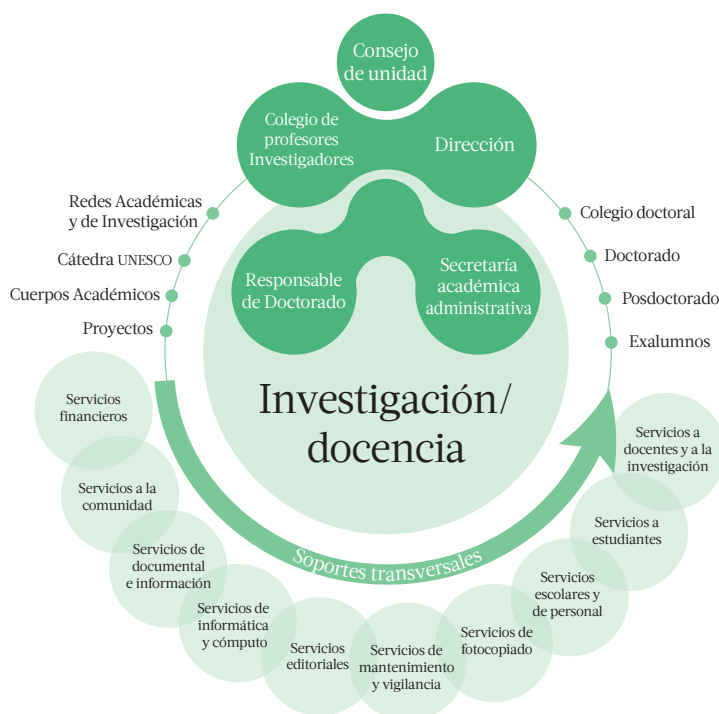 Consejo
de unidad
Colegio de
profesores
Investigadores
Dirección
Redes Académicas
y de Investigación
Cátedra UNESCO
Cuerpos Académicos
Proyectos
Colegio doctoral
Doctorado
Posdoctorado
Exalumnos
Responsable
de Doctorado
Secretaría
académica
administrativa
Investigación/
docencia
Soportes transversales
Servicios
financieros
Servicios a la
comunidad
Servicios de
documental
e información
Servicios de
informática
y cómputo
Servicios
editoriales
Servicios de
mantenimiento
y vigilancia
Servicios de
fotocopiado
Servicios
escolares y
de personal
Servicios a
estudiantes
Servicios a
docentes y a la
investigación